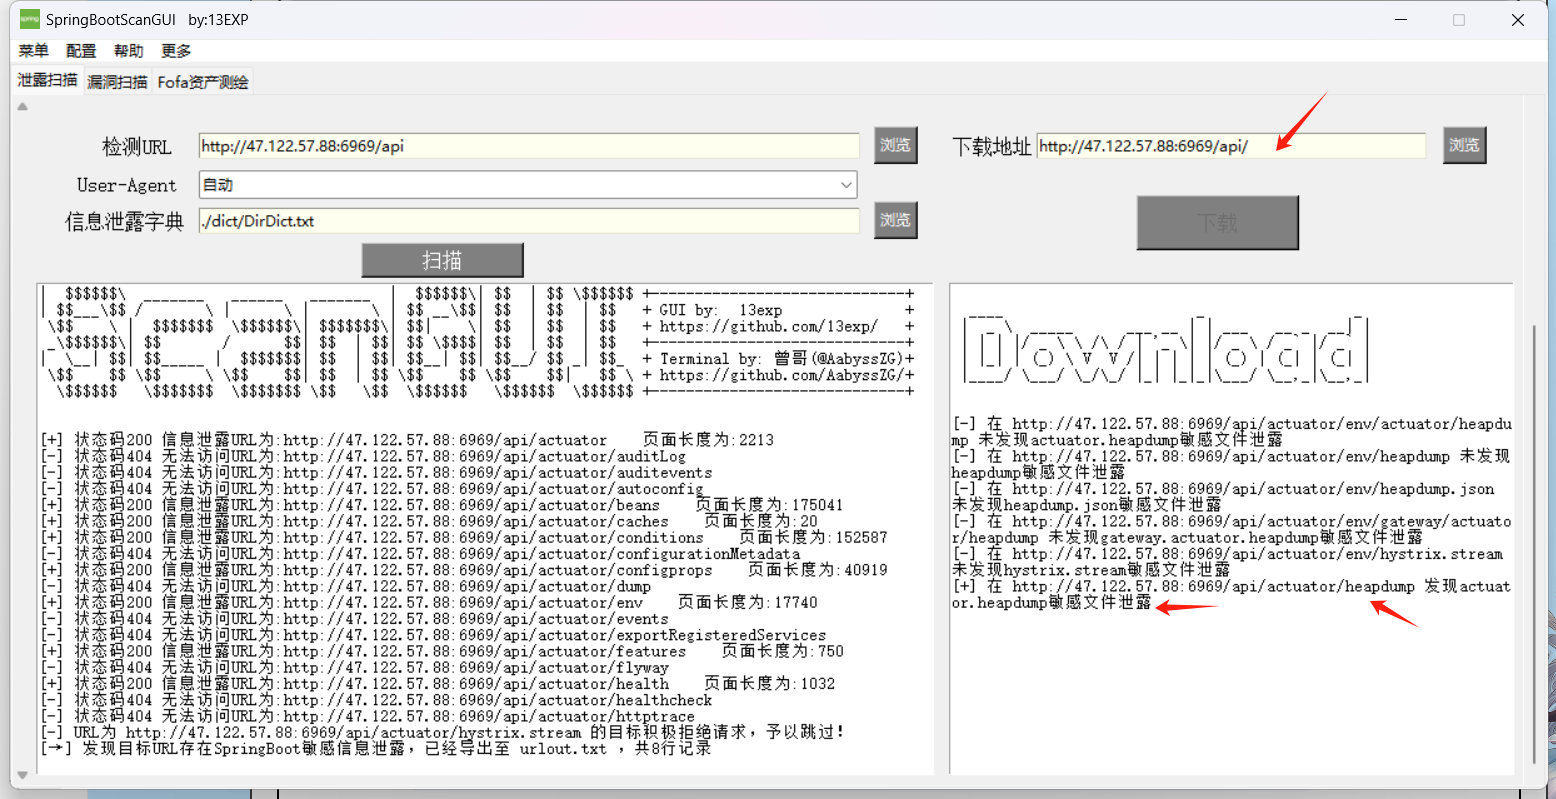 SpringBootScanGUI by:13EXP
菜单 配置 帮助 更多
泄露扫描 漏洞扫描 Fofa资产测绘
检测URL http://47.122.57.88:6969/api 浏览
User-Agent 自动
信息泄露字典 ./dict/DirDict.txt 浏览
扫描
下载地址 http://47.122.57.88:6969/api/ 浏览
下载
+ GUI by: 13exp +
+ https://github.com/13exp/ +
+ Terminal by: 曾哥(@AabyssZG)+
+ https://github.com/AabyssZG/+
[+] 状态码200 信息泄露URL为:http://47.122.57.88:6969/api/actuator 页面长度为:2213
[-] 状态码404 无法访问URL为:http://47.122.57.88:6969/api/actuator/auditLog
[-] 状态码404 无法访问URL为:http://47.122.57.88:6969/api/actuator/auditevents
[-] 状态码404 无法访问URL为:http://47.122.57.88:6969/api/actuator/autoconfig
[+] 状态码200 信息泄露URL为:http://47.122.57.88:6969/api/actuator/beans 页面长度为:175041
[+] 状态码200 信息泄露URL为:http://47.122.57.88:6969/api/actuator/caches 页面长度为:20
[+] 状态码200 信息泄露URL为:http://47.122.57.88:6969/api/actuator/conditions 页面长度为:152587
[-] 状态码404 无法访问URL为:http://47.122.57.88:6969/api/actuator/configurationMetadata
[+] 状态码200 信息泄露URL为:http://47.122.57.88:6969/api/actuator/configprops 页面长度为:40919
[-] 状态码404 无法访问URL为:http://47.122.57.88:6969/api/actuator/dump
[+] 状态码200 信息泄露URL为:http://47.122.57.88:6969/api/actuator/env 页面长度为:17740
[-] 状态码404 无法访问URL为:http://47.122.57.88:6969/api/actuator/events
[-] 状态码404 无法访问URL为:http://47.122.57.88:6969/api/actuator/exportRegisteredServices
[+] 状态码200 信息泄露URL为:http://47.122.57.88:6969/api/actuator/features 页面长度为:750
[-] 状态码404 无法访问URL为:http://47.122.57.88:6969/api/actuator/flyway
[+] 状态码200 信息泄露URL为:http://47.122.57.88:6969/api/actuator/health 页面长度为:1032
[-] 状态码404 无法访问URL为:http://47.122.57.88:6969/api/actuator/healthcheck
[-] 状态码404 无法访问URL为:http://47.122.57.88:6969/api/actuator/httptrace
[-] URL为 http://47.122.57.88:6969/api/actuator/hystrix.stream 的目标积极拒绝请求，予以跳过!
[→] 发现目标URL存在SpringBoot敏感信息泄露，已经导出至 urlout.txt ，共8行记录
Download
[-] 在 http://47.122.57.88:6969/api/actuator/env/actuator/heapdu
mp 未发现actuator.heapdump敏感文件泄露
[-] 在 http://47.122.57.88:6969/api/actuator/env/heapdump 未发现
heapdump敏感文件泄露
[-] 在 http://47.122.57.88:6969/api/actuator/env/heapdump.json
未发现heapdump.json敏感文件泄露
[-] 在 http://47.122.57.88:6969/api/actuator/env/gateway/actuato
r/heapdump 未发现gateway.actuator.heapdump敏感文件泄露
[-] 在 http://47.122.57.88:6969/api/actuator/env/hystrix.stream
未发现hystrix.stream敏感文件泄露
[+] 在 http://47.122.57.88:6969/api/actuator/heapdump 发现actuat
or.heapdump敏感文件泄露